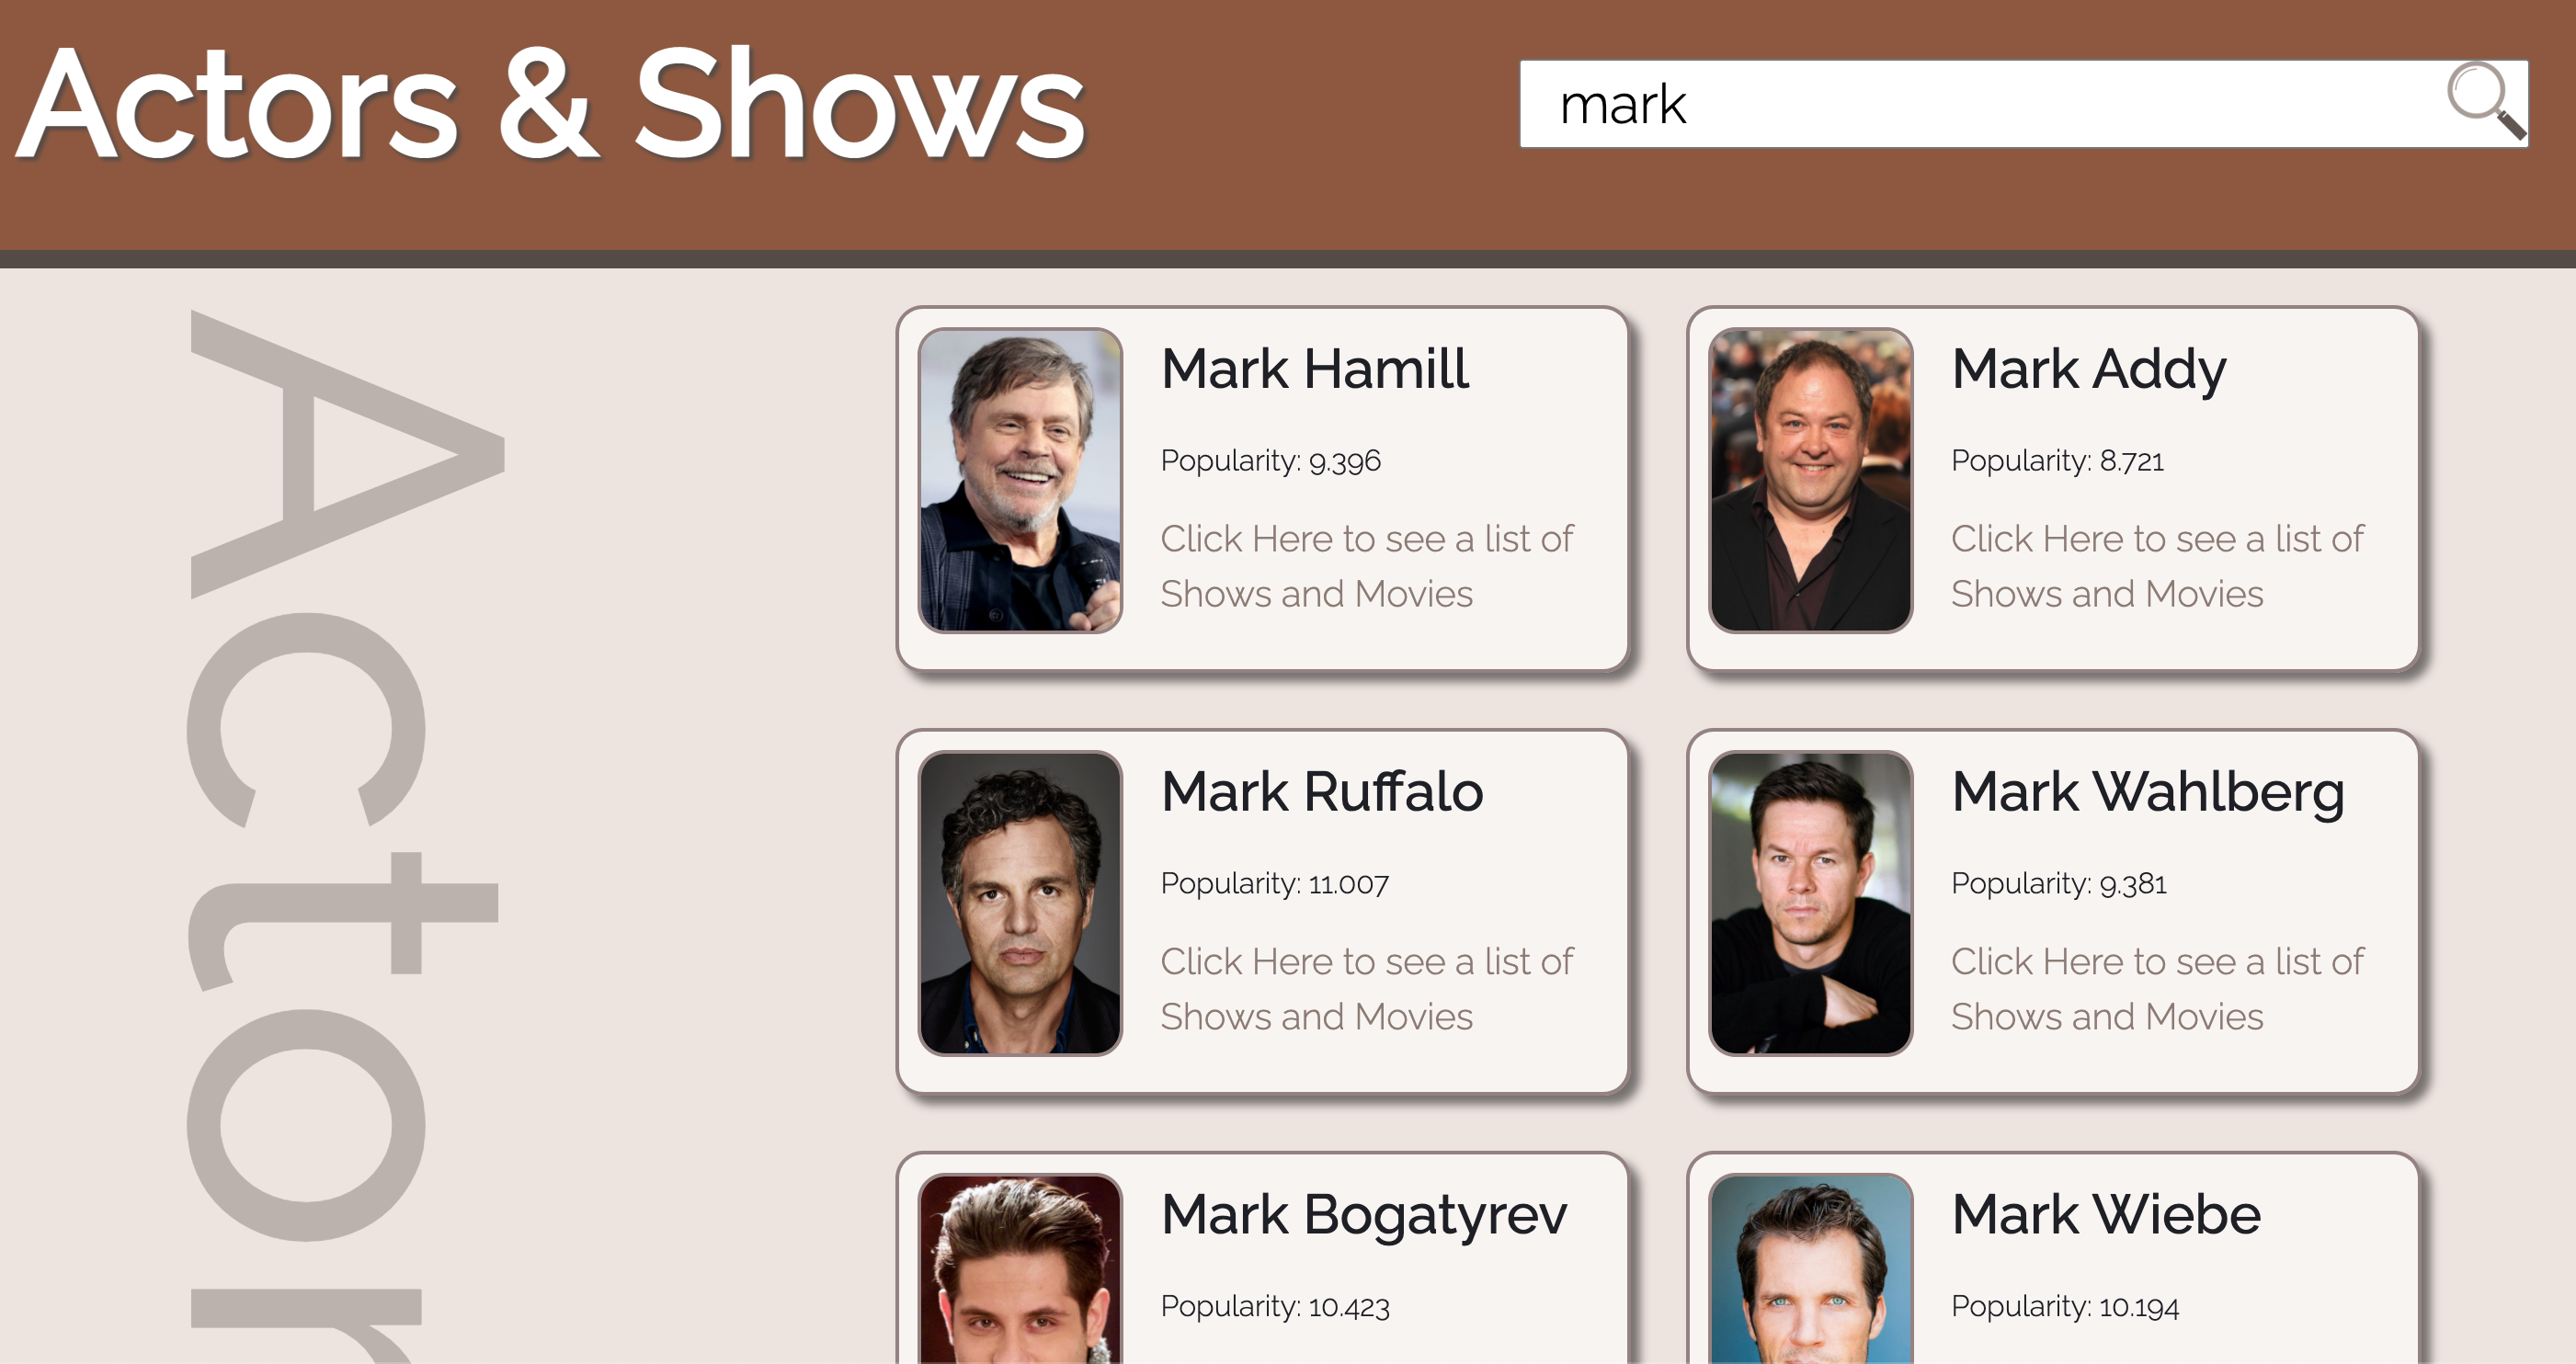 Actors & Shows
mark
Actor
Mark Hamill
Popularity: 9.396
Click Here to see a list of
Shows and Movies
Mark Addy
Popularity: 8.721
Click Here to see a list of
Shows and Movies
Mark Ruffalo
Popularity: 11.007
Click Here to see a list of
Shows and Movies
Mark Wahlberg
Popularity: 9.381
Click Here to see a list of
Shows and Movies
Mark Bogatyrev
Popularity: 10.423
Mark Wiebe
Popularity: 10.194